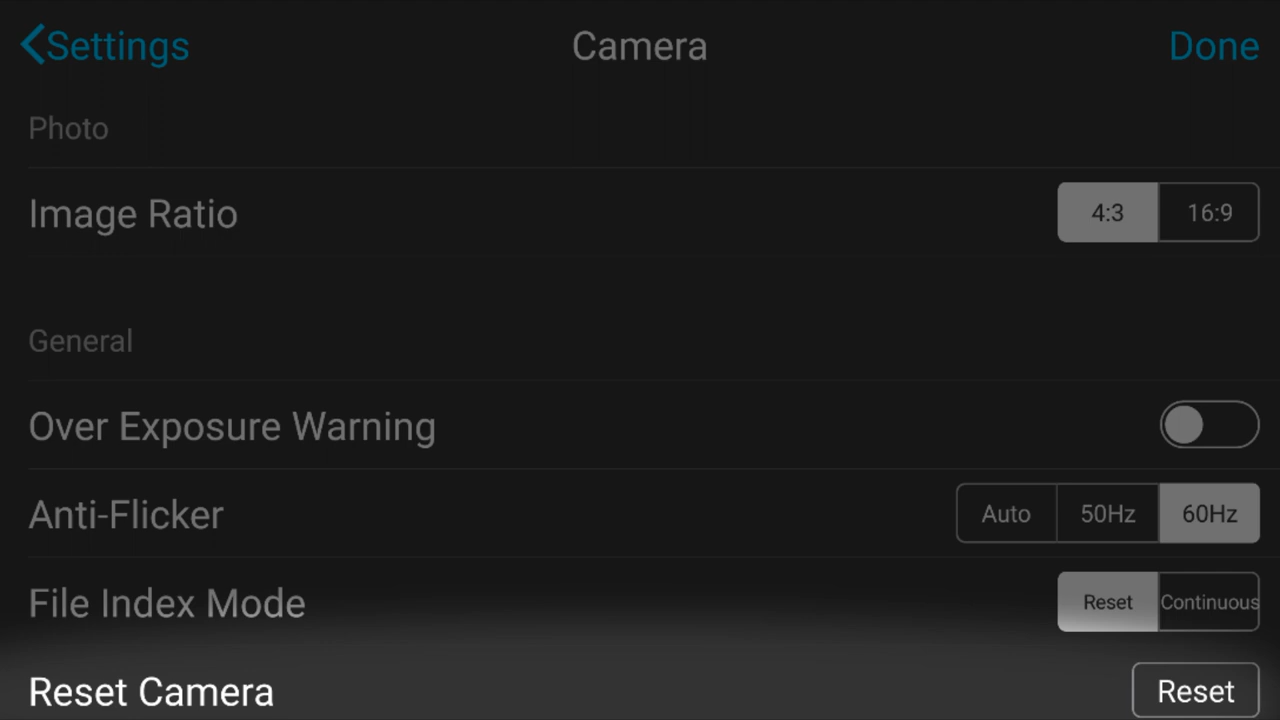 Settings Camera Done
Photo
Image Ratio 4:3 16:9
General
Over Exposure Warning
Anti-Flicker Auto 50Hz 60Hz
File Index Mode Reset Continuous
Reset Camera Reset